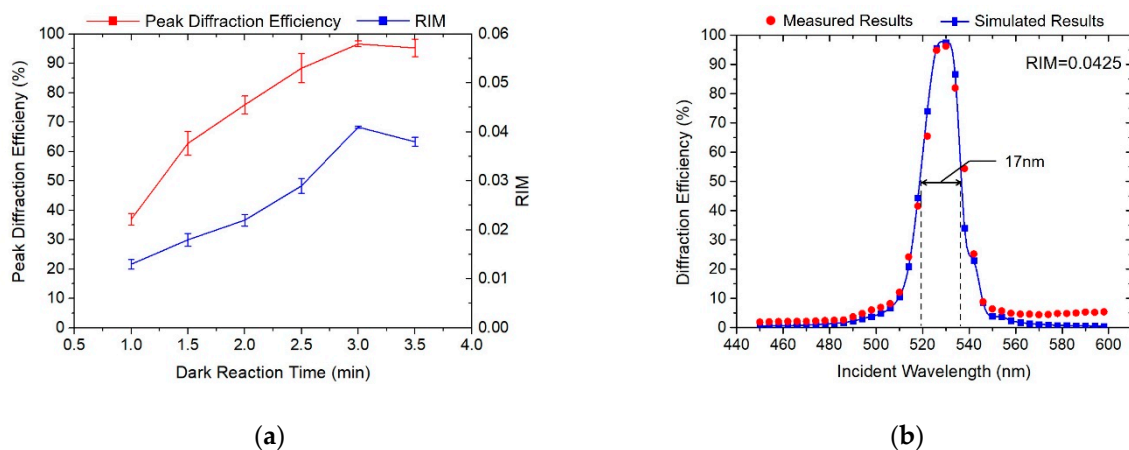 Peak Diffraction Efficiency RIM
100
90
80
70
60
50
40
30
20
10
0
Peak Diffraction Efficieny (%)
0.06
0.05
0.04
0.03
0.02
0.01
0.00
RIM
0.5 1.0 1.5 2.0 2.5 3.0 3.5 4.0
Dark Reaction Time (min)
(a)
Measured Results Simulated Results
100
90
80
70
60
50
40
30
20
10
0
Diffraction Efficiency (%)
RIM=0.0425
17nm
440 460 480 500 520 540 560 580 600
Incident Wavelength (nm)
(b)